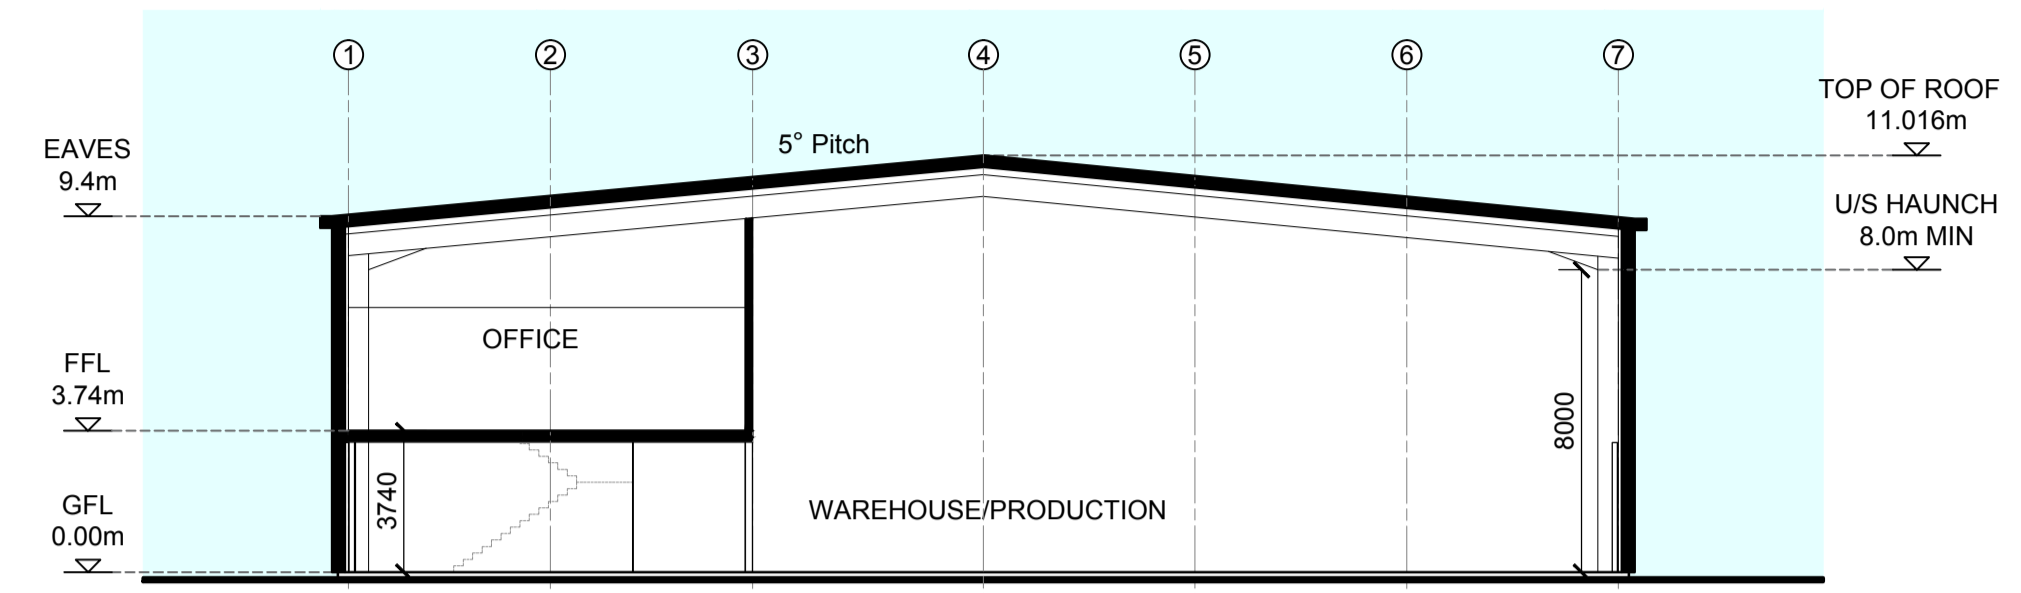 1 2 3 4 5 6 7
TOP OF ROOF
11.016m
5° Pitch
EAVES
9.4m
U/S HAUNCH
8.0m MIN
OFFICE
FFL
3.74m
8000
3740
WAREHOUSE/PRODUCTION
GFL
0.00m